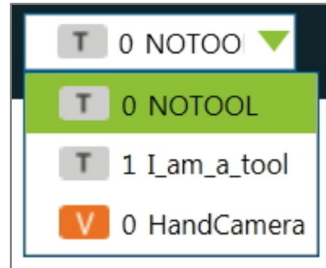 T 0 NOTOO
T 0 NOTOOL
T 1 I_am_a_tool
V 0 HandCamera